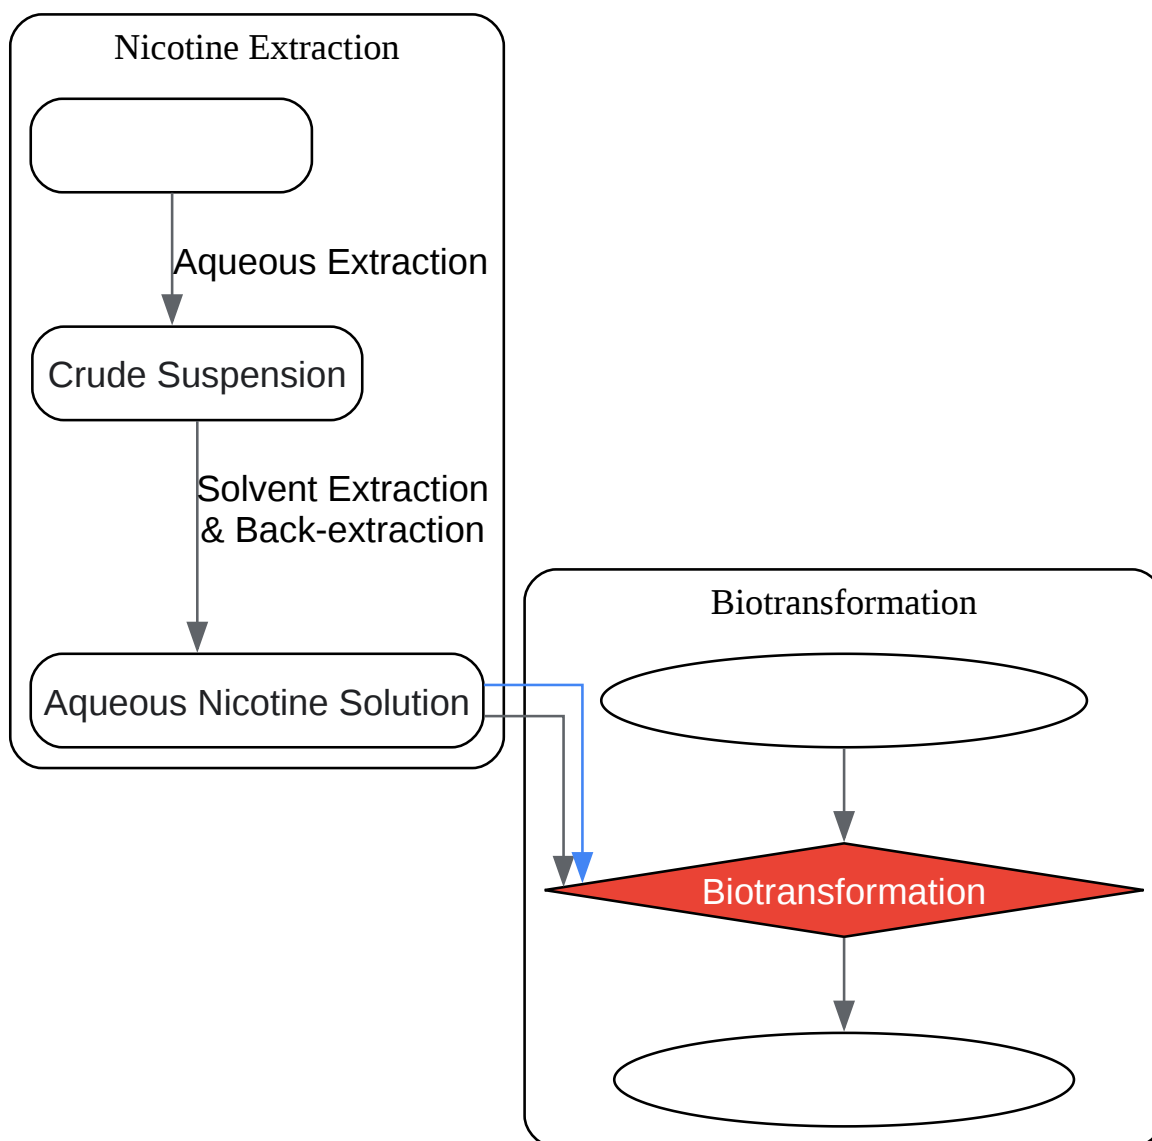 Nicotine Extraction
Aqueous Extraction
Crude Suspension
Solvent Extraction
& Back-extraction
Aqueous Nicotine Solution
Biotransformation
Biotransformation